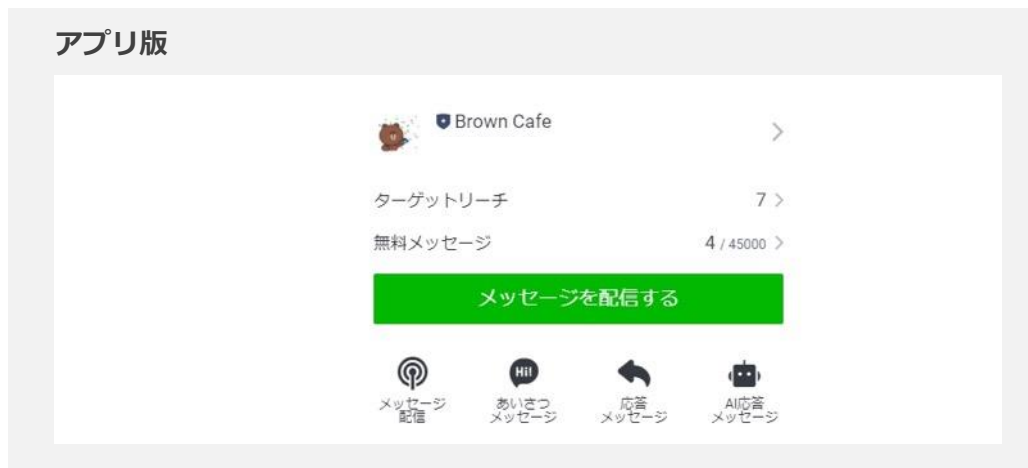 アプリ版
Brown Cafe
ターゲットリーチ 7
無料メッセージ 4 / 45000
メッセージを配信する
Hi!
メッセージ
配信
あいさつ
メッセージ
応答
メッセージ
AI応答
メッセージ